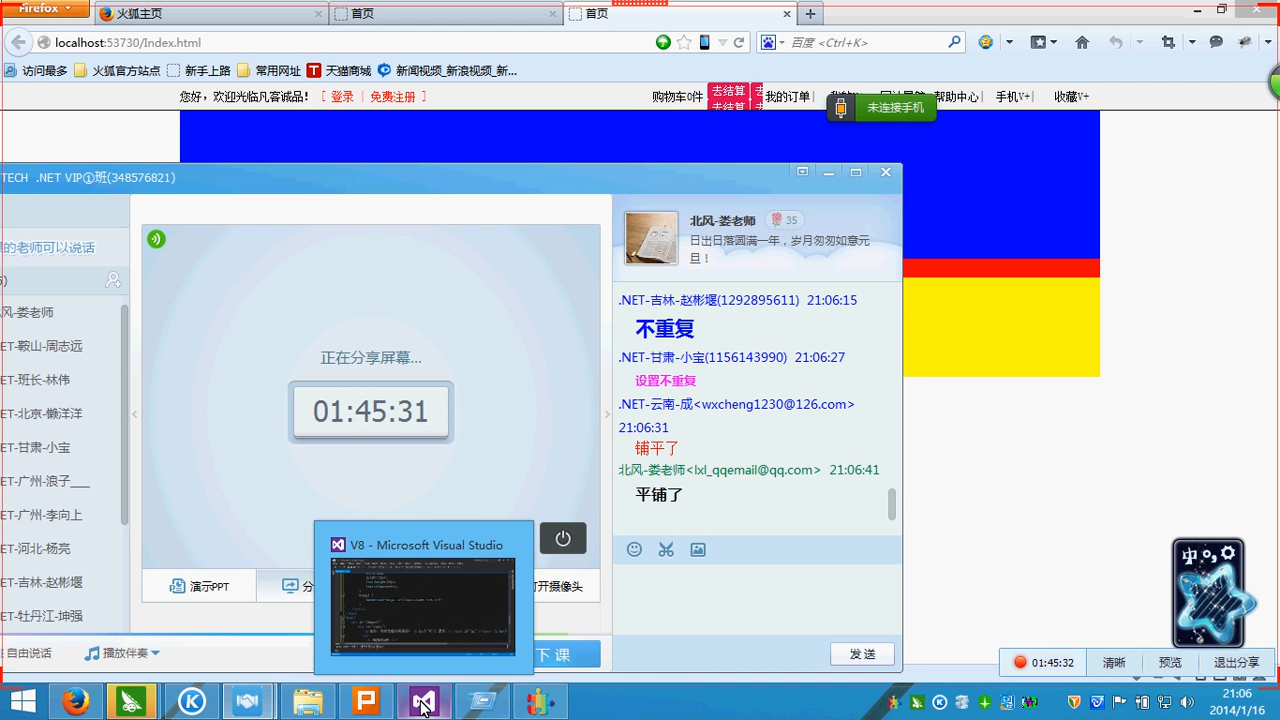 Firefox
火狐主页
首页
首页
localhost:53730/Index.html
百度 <Ctrl+K>
访问最多
火狐官方站点
新手上路
常用网址
天猫商城
新闻视频_新浪视频_新...
您好，欢迎光临凡客诚品！ [ 登录 | 免费注册 ]
购物车0件
去结算
去结算
我的订单|
帮助中心|
手机V+|
收藏V+
未连接手机
TECH .NET VIP①班(348576821)
的老师可以说话
风-娄老师
ET-鞍山-周志远
ET-班长-林伟
ET-北京-懒洋洋
ET-甘肃-小宝
ET-广州-浪子___
ET-广州-李向上
ET-河北-杨亮
ET-吉林-赵彬堰
ET-牡丹江-坤强
自由说话
播放伴奏
正在分享屏幕...
01:45:31
演示PPT
分
开摄像头
下 课
V8 - Microsoft Visual Studio
北风-娄老师
35
日出日落圆满一年，岁月匆匆如意元
旦！
.NET-吉林-赵彬堰(1292895611) 21:06:15
不重复
.NET-甘肃-小宝(1156143990) 21:06:27
设置不重复
.NET-云南-成<wxcheng1230@126.com>
21:06:31
铺平了
北风-娄老师<lxl_qqemail@qq.com> 21:06:41
平铺了
发送
中
01:45:32
清晰
预览
退出分享
21:06
2014/1/16